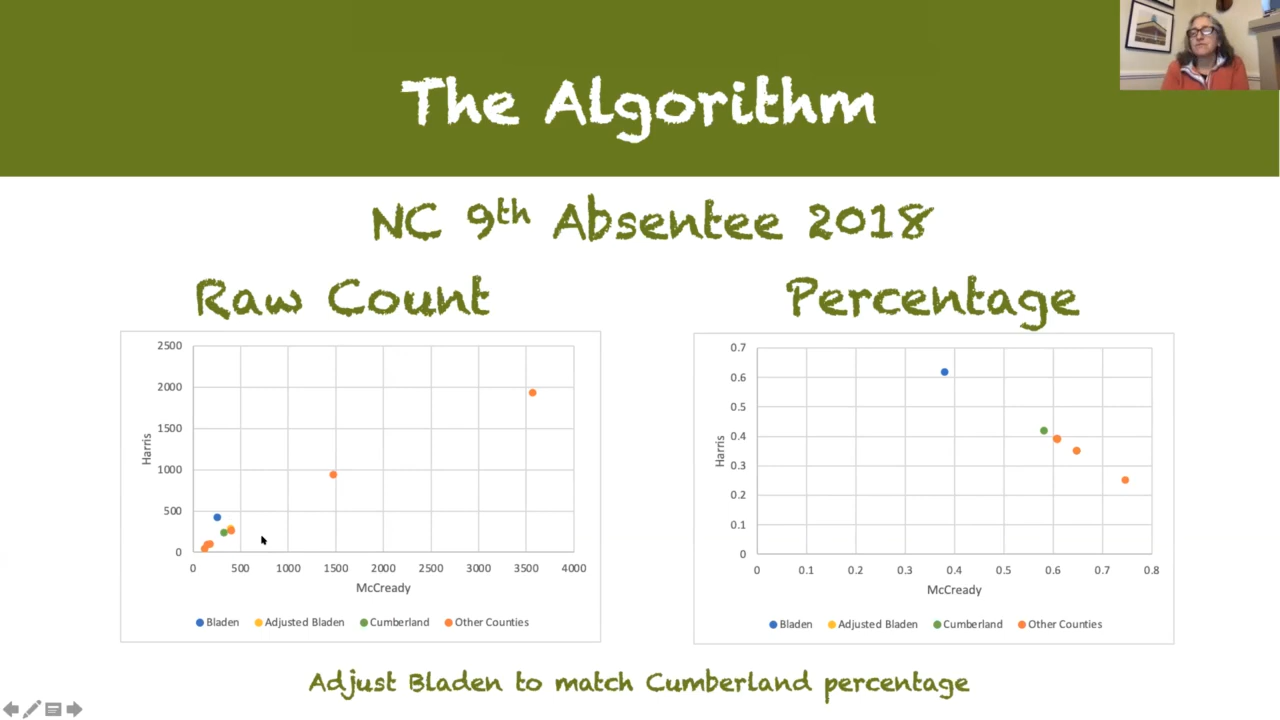 The Algorithm
NC 9th Absentee 2018
Raw Count
Percentage
2500
2000
1500
1000
500
0
Harris
0 500 1000 1500 2000 2500 3000 3500 4000
McCready
Bladen Adjusted Bladen Cumberland Other Counties
0.7
0.6
0.5
0.4
0.3
0.2
0.1
0
Harris
0 0.1 0.2 0.3 0.4 0.5 0.6 0.7 0.8
McCready
Bladen Adjusted Bladen Cumberland Other Counties
Adjust Bladen to match Cumberland percentage